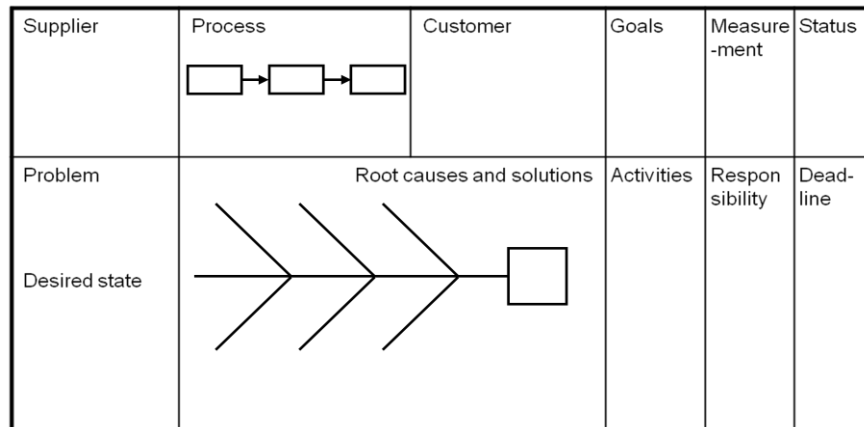 Supplier
Process
Customer
Goals
Measure
-ment
Status
Problem
Root causes and solutions
Activities
Respon
sibility
Dead-
line
Desired state